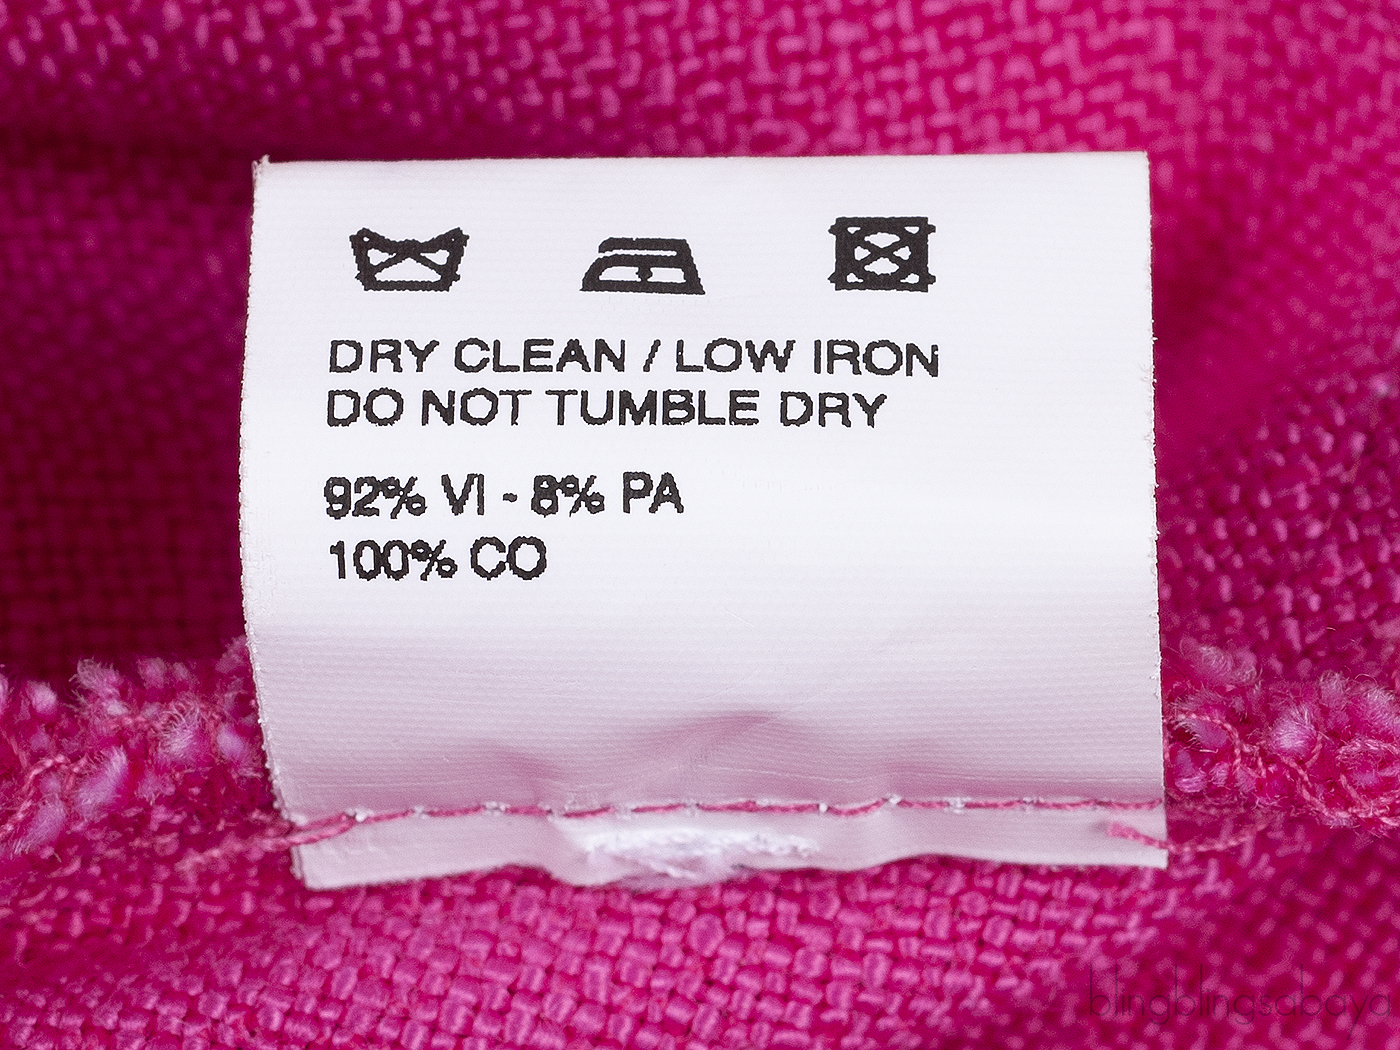 DRY CLEAN / LOW IRON
DO NOT TUMBLE DRY
92% VI - 8% PA
100% CO
blingblingsabaya